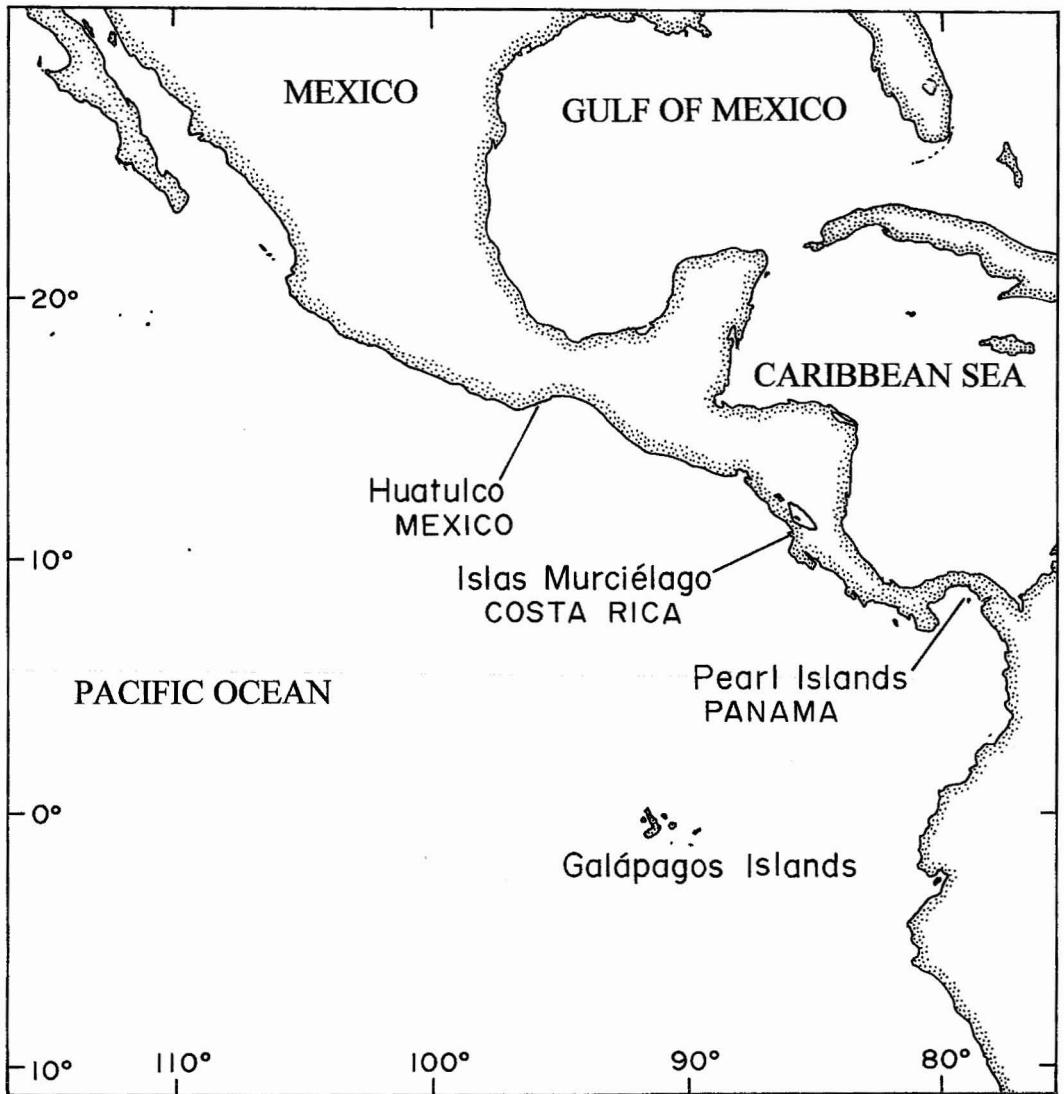 MEXICO
GULF OF MEXICO
20°
CARIBBEAN SEA
Huatulco
MEXICO
10°
Islas Murciélago
COSTA RICA
PACIFIC OCEAN
Pearl Islands
PANAMA
0°
Galápagos Islands
10°
110°
100°
90°
80°